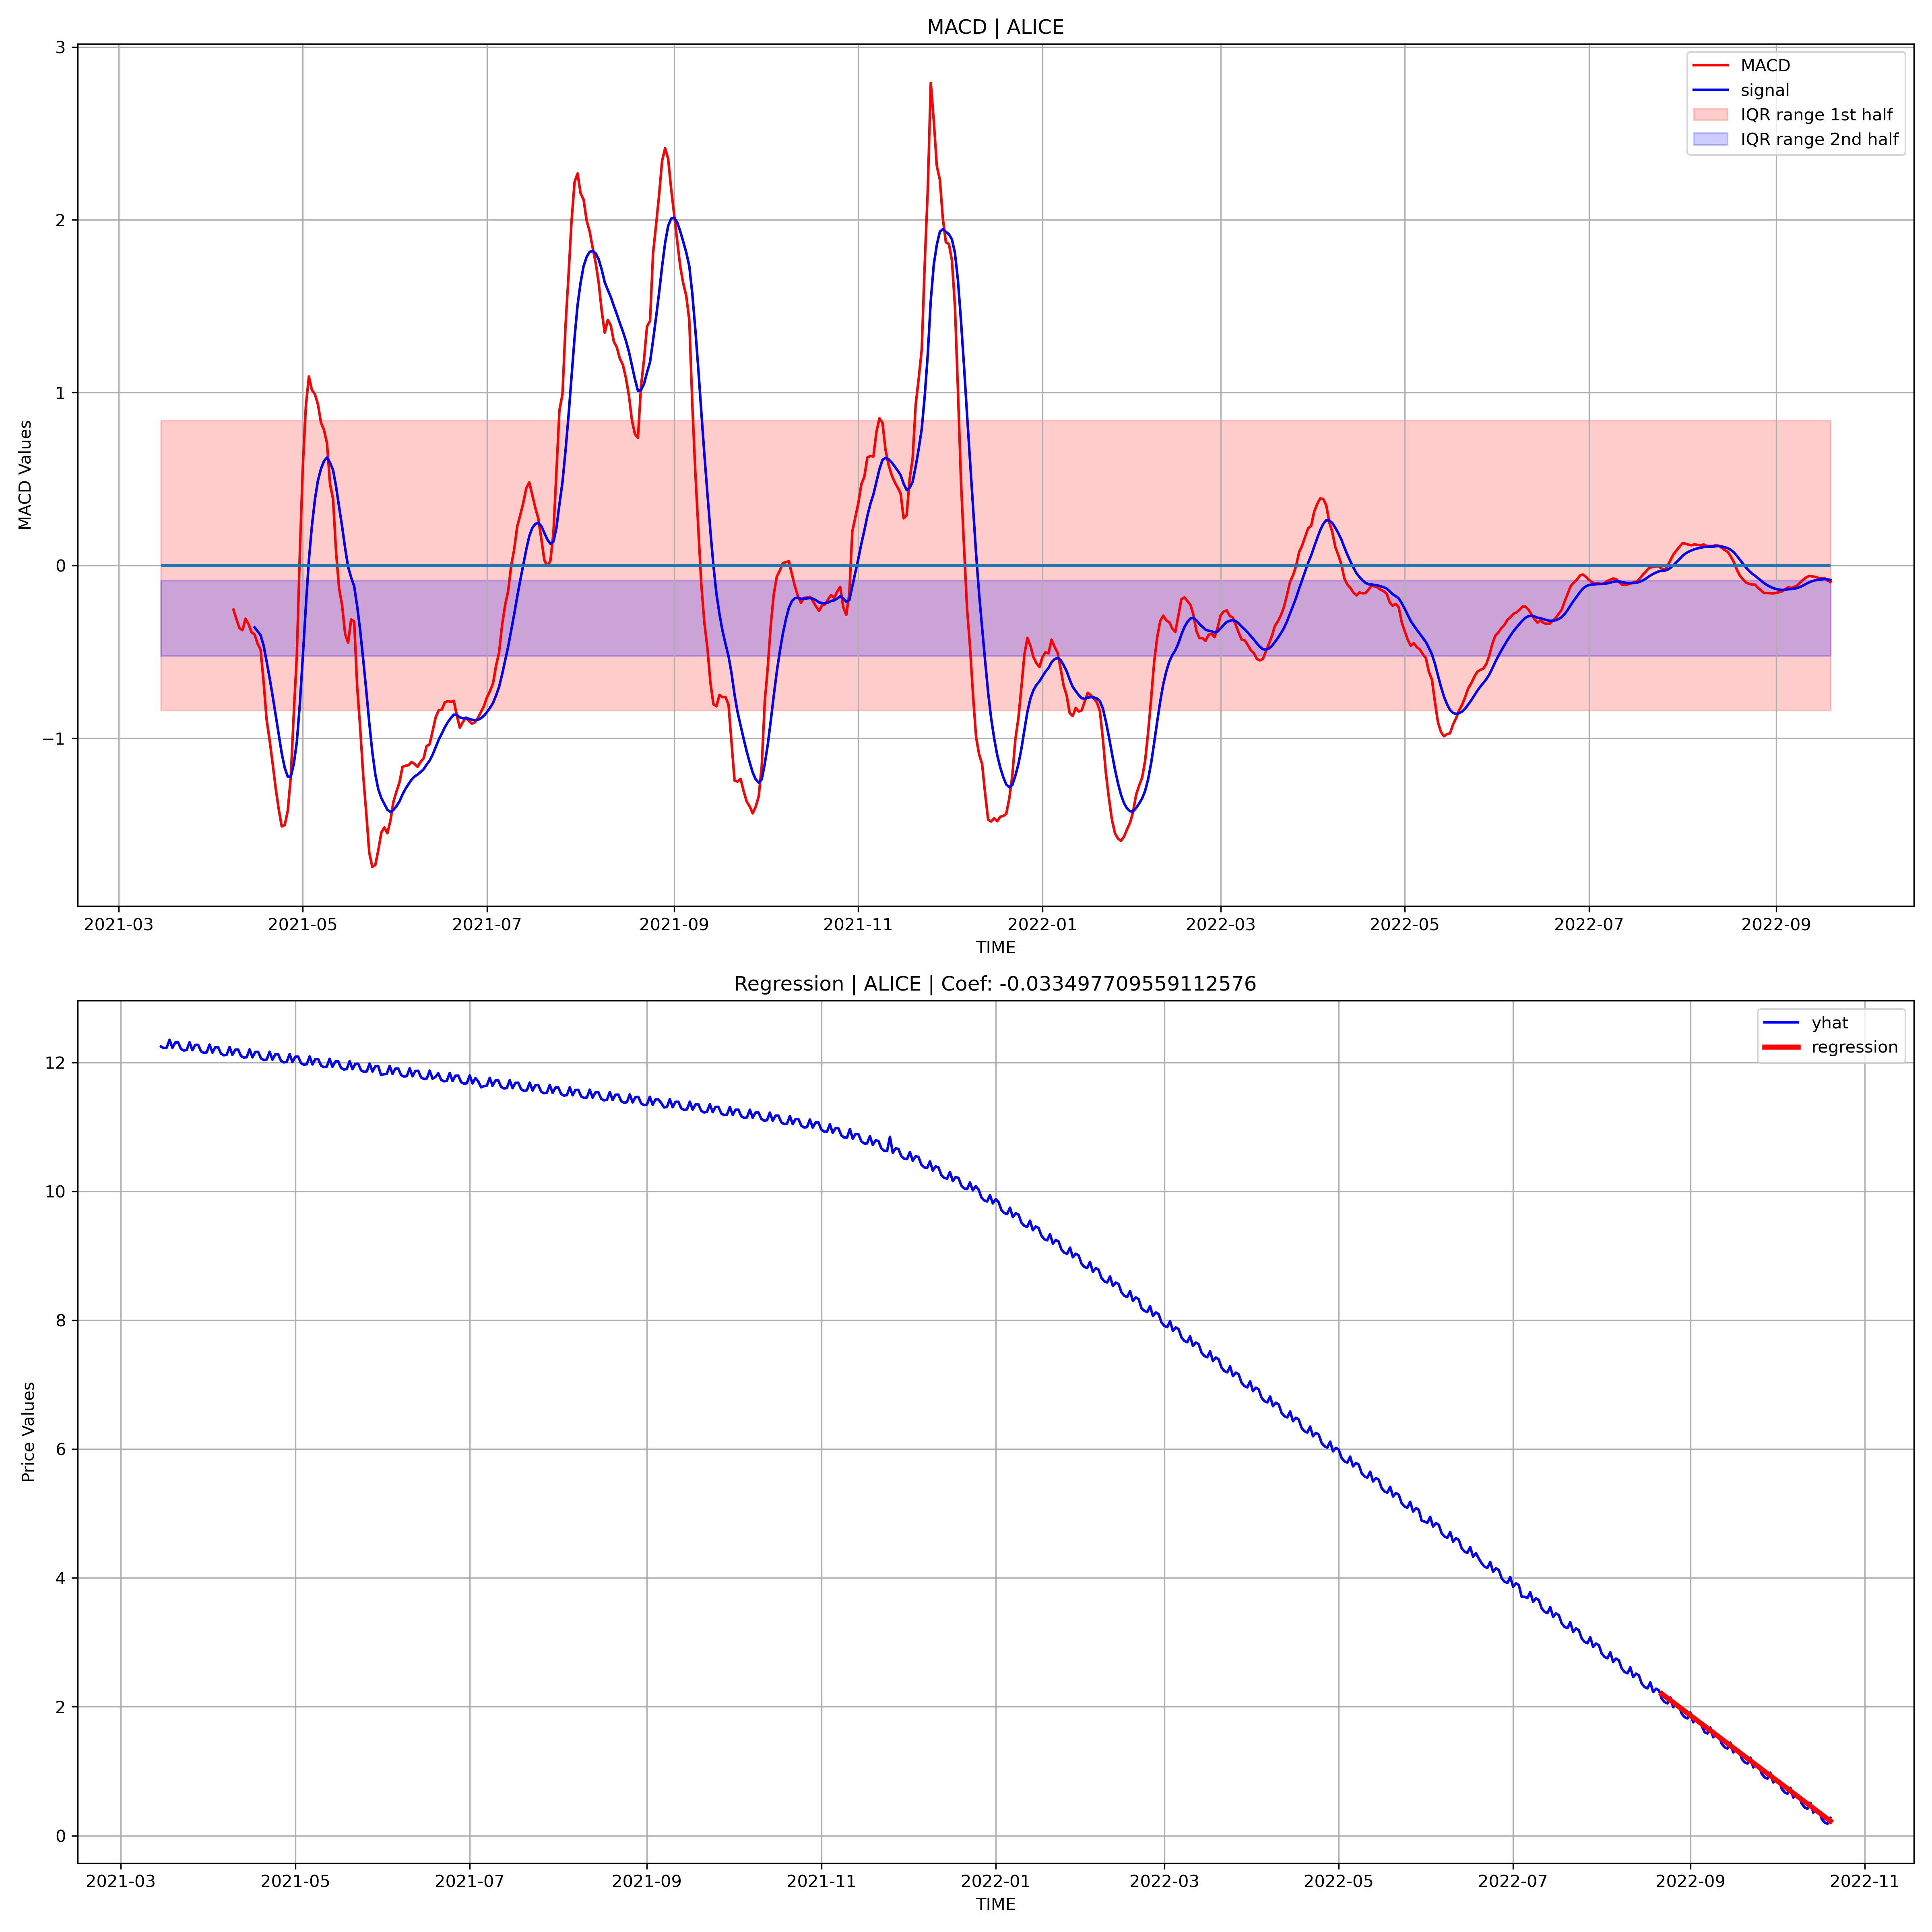 MACD | ALICE
3
2
1
0
−1
MACD Values
MACD
signal
IQR range 1st half
IQR range 2nd half
2021-03 2021-05 2021-07 2021-09 2021-11 2022-01 2022-03 2022-05 2022-07 2022-09
TIME
Regression | ALICE | Coef: -0.033497709559112576
12
10
8
6
4
2
0
Price Values
yhat
regression
2021-03 2021-05 2021-07 2021-09 2021-11 2022-01 2022-03 2022-05 2022-07 2022-09 2022-11
TIME